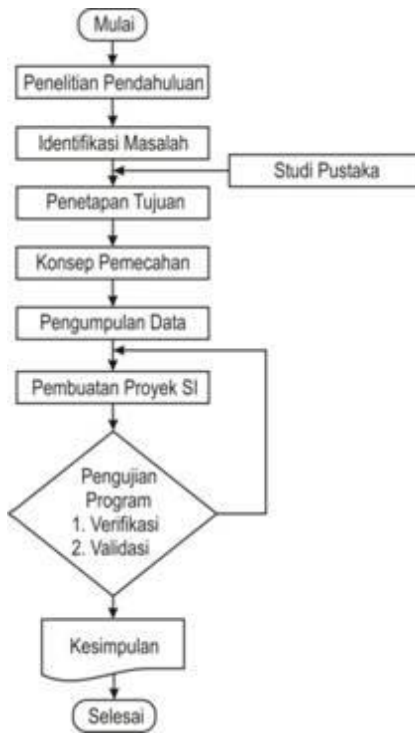 Mulai
Penelitian Pendahuluan
Identifikasi Masalah
Studi Pustaka
Penetapan Tujuan
Konsep Pemecahan
Pengumpulan Data
Pembuatan Proyek SI
Pengujian
Program
1. Verifikasi
2. Validasi
Kesimpulan
Selesai